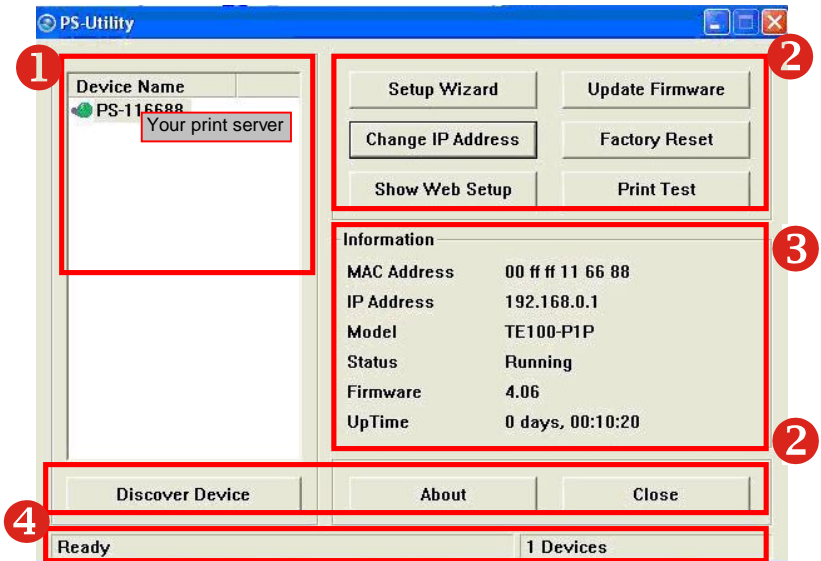 PS-Utility
1
2
Device Name
PS-116688
Your print server
Setup Wizard
Update Firmware
Change IP Address
Factory Reset
Show Web Setup
Print Test
3
Information
MAC Address 00 ff ff 11 66 88
IP Address 192.168.0.1
Model TE100-P1P
Status Running
Firmware 4.06
UpTime 0 days, 00:10:20
2
Discover Device
About
Close
4
Ready
1 Devices